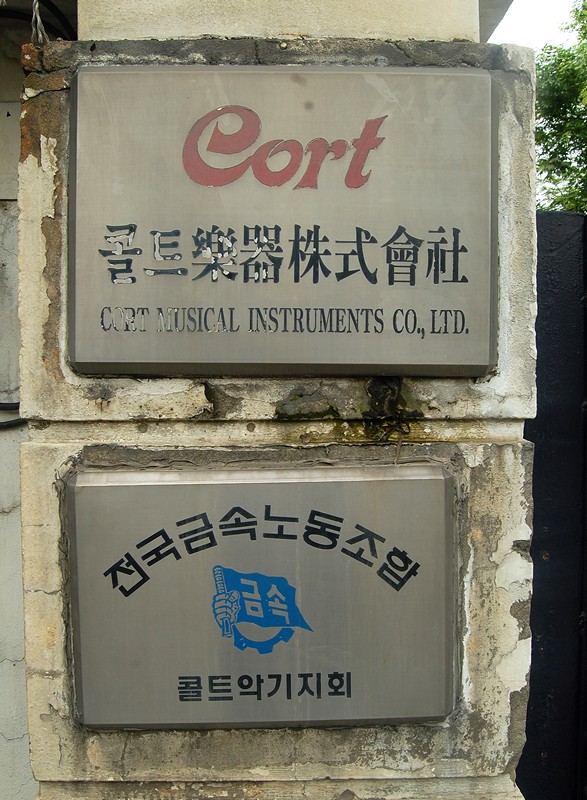 Cort
콜트樂器株式會社
CORT MUSICAL INSTRUMENTS CO., LTD.
전국금속노동조합
금속
콜트악기지회